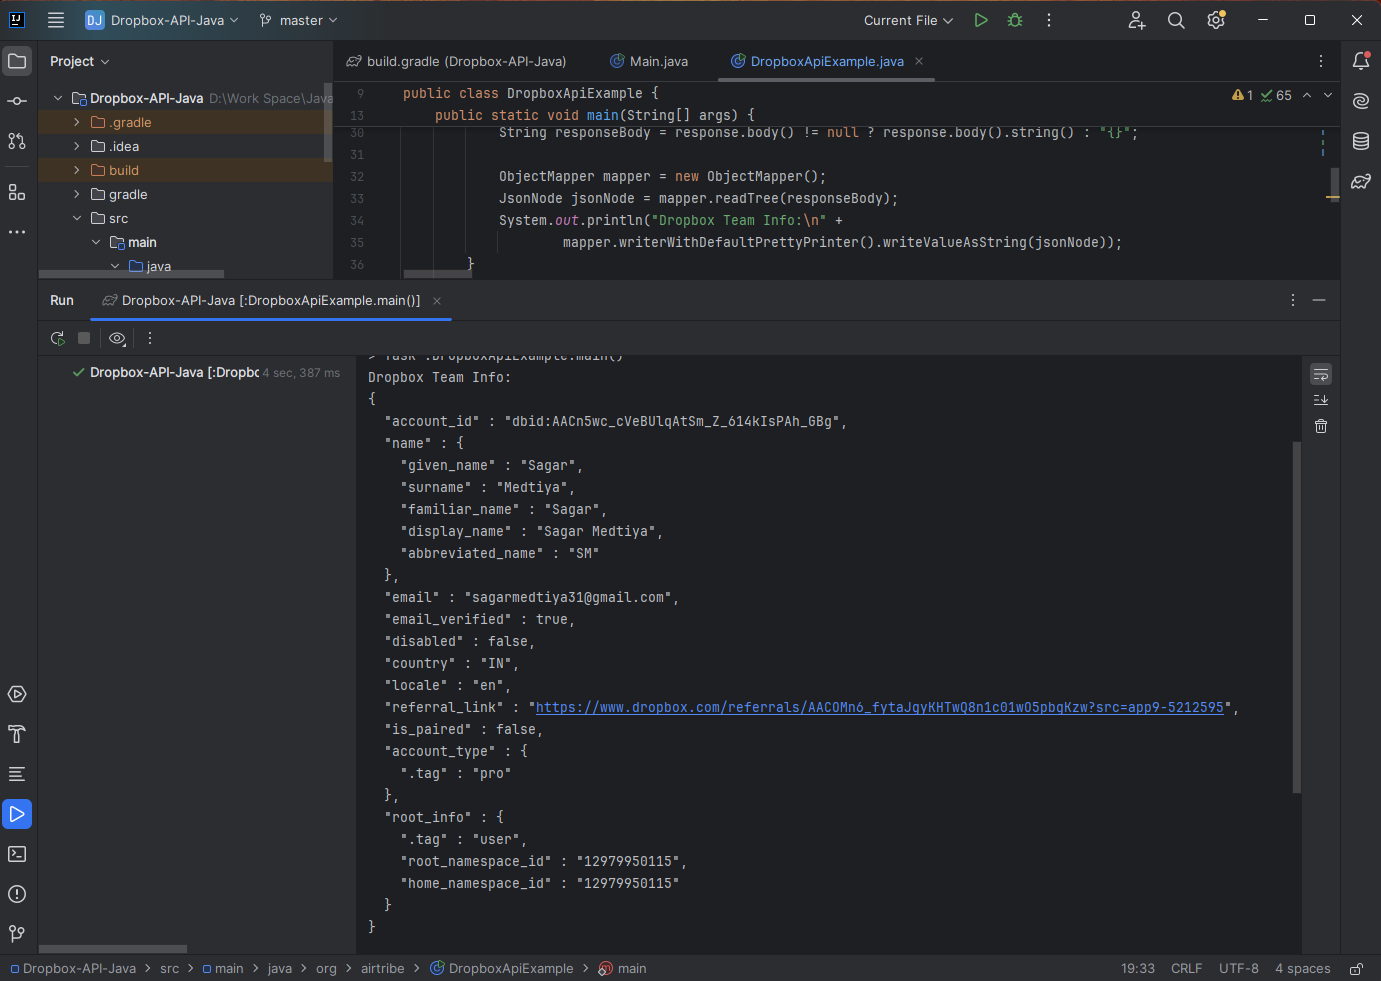 DJ Dropbox-API-Java master Current File
Project build.gradle (Dropbox-API-Java) Main.java DropboxApiExample.java
Dropbox-API-Java D:\Work Space\Java
.gradle
.idea
build
gradle
src
main
java
9 public class DropboxApiExample { 1 65
13 public static void main(String[] args) {
30 String responseBody = response.body() != null ? response.body().string() : "{}";
31
32 ObjectMapper mapper = new ObjectMapper();
33 JsonNode jsonNode = mapper.readTree(responseBody);
34 System.out.println("Dropbox Team Info:\n" +
35 mapper.writerWithDefaultPrettyPrinter().writeValueAsString(jsonNode));
36 }
Run Dropbox-API-Java [:DropboxApiExample.main()]
Dropbox-API-Java [:Dropbo 4 sec, 387 ms
> Task :DropboxApiExample.main()
Dropbox Team Info:
{
"account_id" : "dbid:AACn5wc_cVeBUlqAtSm_Z_614kIsPAh_GBg",
"name" : {
"given_name" : "Sagar",
"surname" : "Medtiya",
"familiar_name" : "Sagar",
"display_name" : "Sagar Medtiya",
"abbreviated_name" : "SM"
},
"email" : "sagarmedtiya31@gmail.com",
"email_verified" : true,
"disabled" : false,
"country" : "IN",
"locale" : "en",
"referral_link" : "https://www.dropbox.com/referrals/AACOMn6_fytaJqyKHTwQ8n1c01wO5pbqKzw?src=app9-5212595",
"is_paired" : false,
"account_type" : {
".tag" : "pro"
},
"root_info" : {
".tag" : "user",
"root_namespace_id" : "12979950115",
"home_namespace_id" : "12979950115"
}
}
Dropbox-API-Java > src > main > java > org > airtribe > DropboxApiExample > main 19:33 CRLF UTF-8 4 spaces